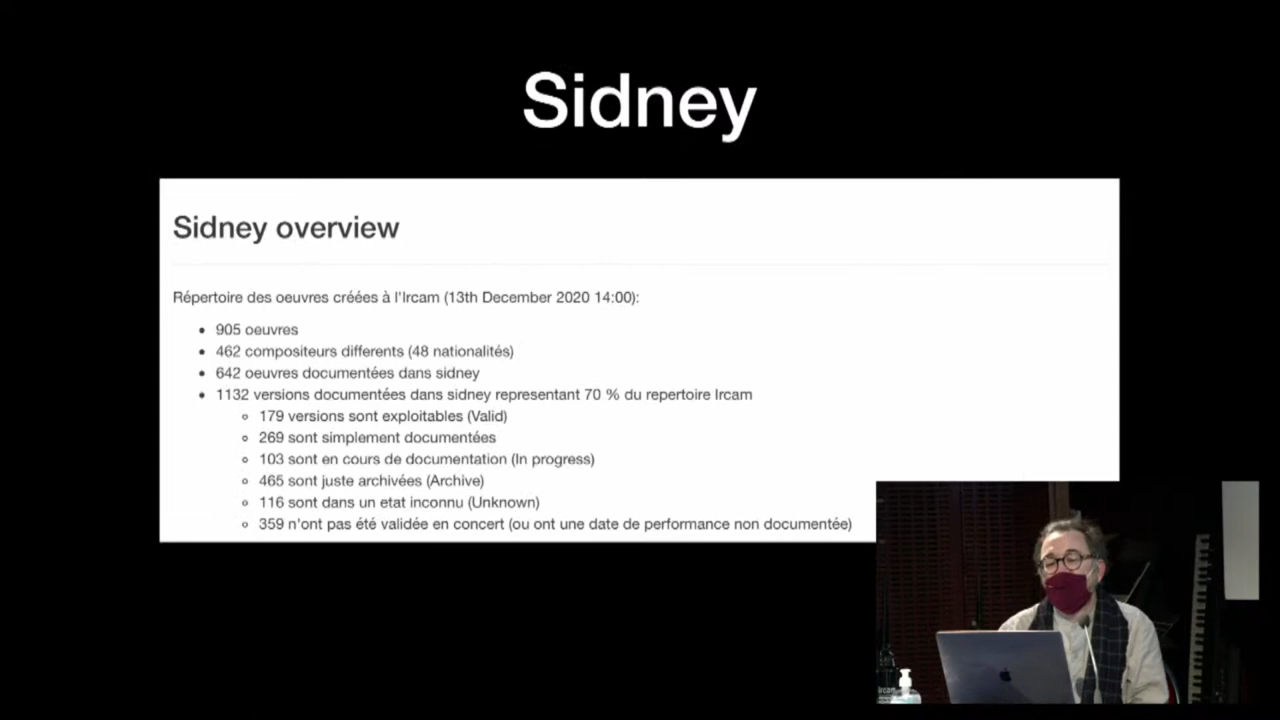 Sidney
Sidney overview
Répertoire des oeuvres créées à l'Ircam (13th December 2020 14:00):
905 oeuvres
462 compositeurs differents (48 nationalités)
642 oeuvres documentées dans sidney
1132 versions documentées dans sidney representant 70 % du repertoire Ircam
179 versions sont exploitables (Valid)
269 sont simplement documentées
103 sont en cours de documentation (In progress)
465 sont juste archivées (Archive)
116 sont dans un etat inconnu (Unknown)
359 n'ont pas été validée en concert (ou ont une date de performance non documentée)
ircam